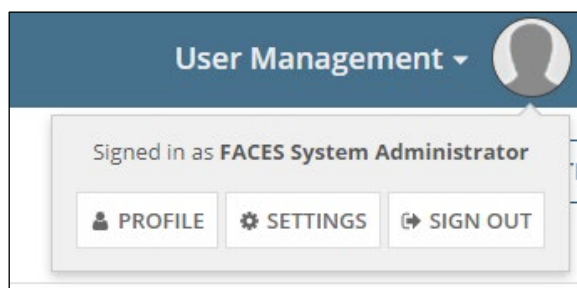 User Management
Signed in as FACES System Administrator
PROFILE SETTINGS SIGN OUT